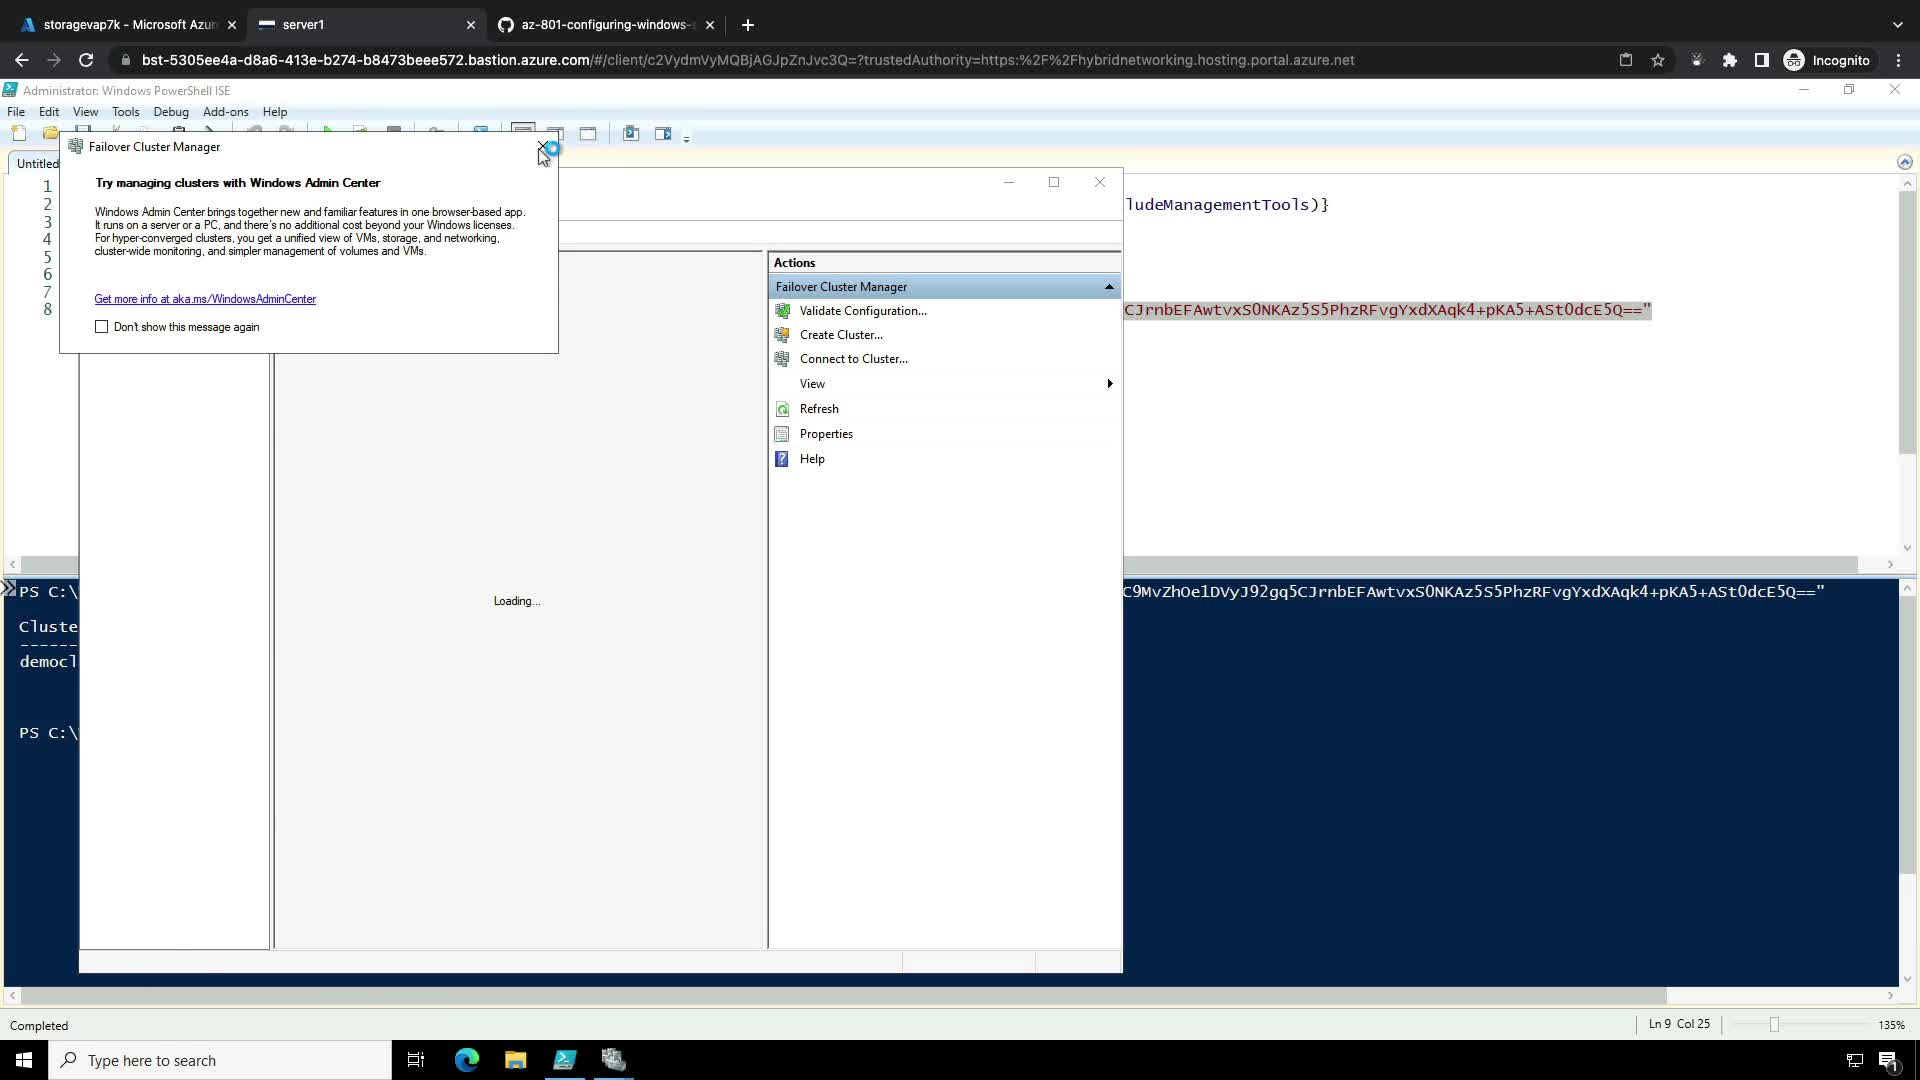 storagevap7k - Microsoft Azur
server1
az-801-configuring-windows-s
bst-5305ee4a-d8a6-413e-b274-b8473beee572.bastion.azure.com/#/client/c2VydmVyMQBjAGJpZnJvc3Q=?trustedAuthority=https:%2F%2Fhybridnetworking.hosting.portal.azure.net
Incognito
Administrator: Windows PowerShell ISE
File Edit View Tools Debug Add-ons Help
Failover Cluster Manager
Untitled
Try managing clusters with Windows Admin Center
Windows Admin Center brings together new and familiar features in one browser-based app.
It runs on a server or a PC, and there's no additional cost beyond your Windows licenses.
For hyper-converged clusters, you get a unified view of VMs, storage, and networking,
cluster-wide monitoring, and simpler management of volumes and VMs.
Get more info at aka.ms/WindowsAdminCenter
Don't show this message again
1
2
3
4
5
6
7
8
ludeManagementTools)}
CJrnbEFAwtvxS0NKAz5S5PhzRFvgYxdXAqk4+pKA5+ASt0dcE5Q=="
Actions
Failover Cluster Manager
Validate Configuration...
Create Cluster...
Connect to Cluster...
View
Refresh
Properties
Help
Loading...
PS C:\
C9MvZhOe1DVyJ92gq5CJrnbEFAwtvxS0NKAz5S5PhzRFvgYxdXAqk4+pKA5+ASt0dcE5Q=="
Cluste
------
democl
PS C:\
Completed
Ln 9 Col 25
135%
Type here to search
1